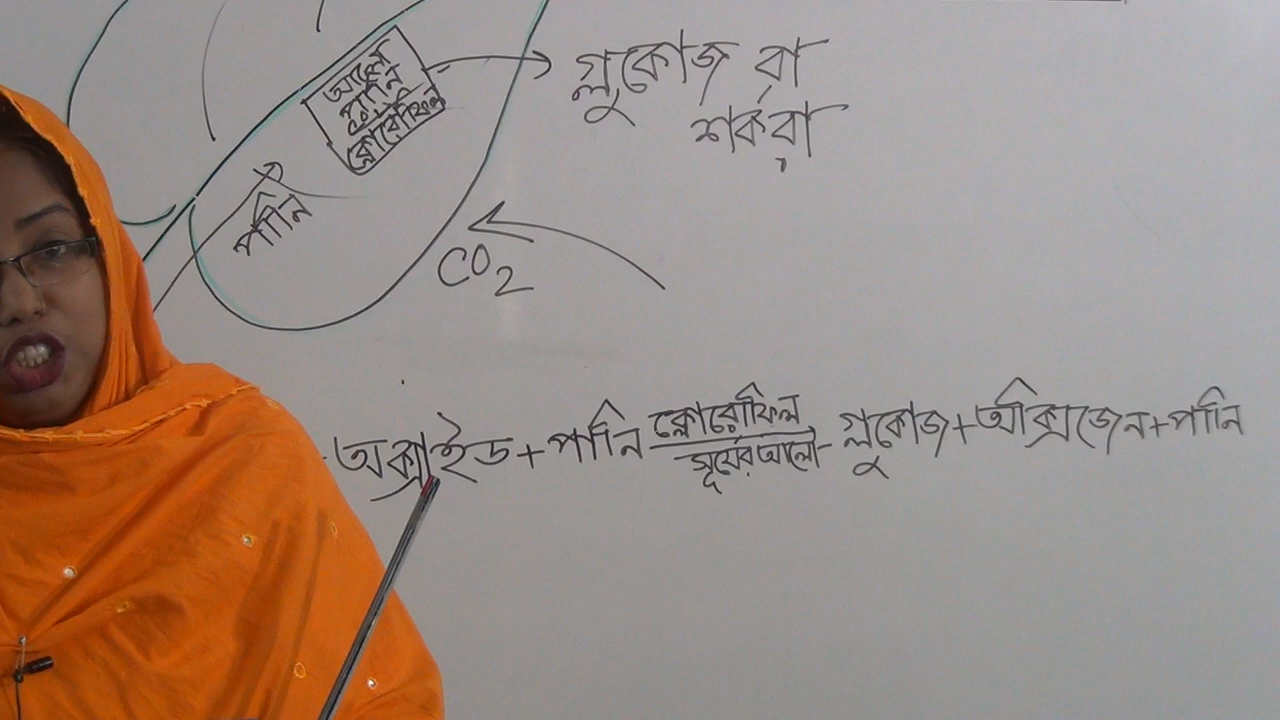 আলো
পানি
ক্লোরোফিল
গ্লুকোজ বা
শর্করা
পানি
CO2
অক্সাইড + পানি ক্লোরোফিল গ্লুকোজ + অক্সিজেন + পানি
সূর্যের আলো